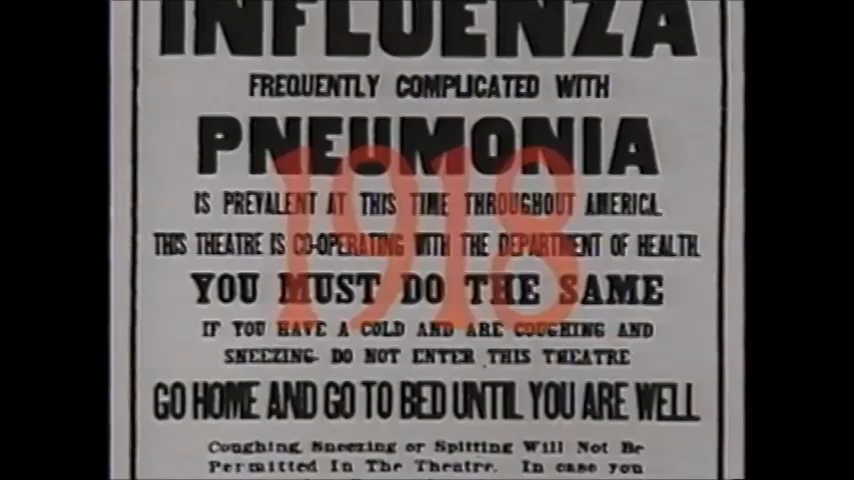 INFLUENZA
FREQUENTLY COMPLICATED WITH
PNEUMONIA
1918
IS PREVALENT AT THIS TIME THROUGHOUT AMERICA.
THIS THEATRE IS CO-OPERATING WITH THE DEPARTMENT OF HEALTH.
YOU MUST DO THE SAME
IF YOU HAVE A COLD AND ARE COUGHING AND
SNEEZING. DO NOT ENTER THIS THEATRE
GO HOME AND GO TO BED UNTIL YOU ARE WELL
Coughing, Sneezing or Spitting Will Not Be
Permitted In The Theatre. In case you